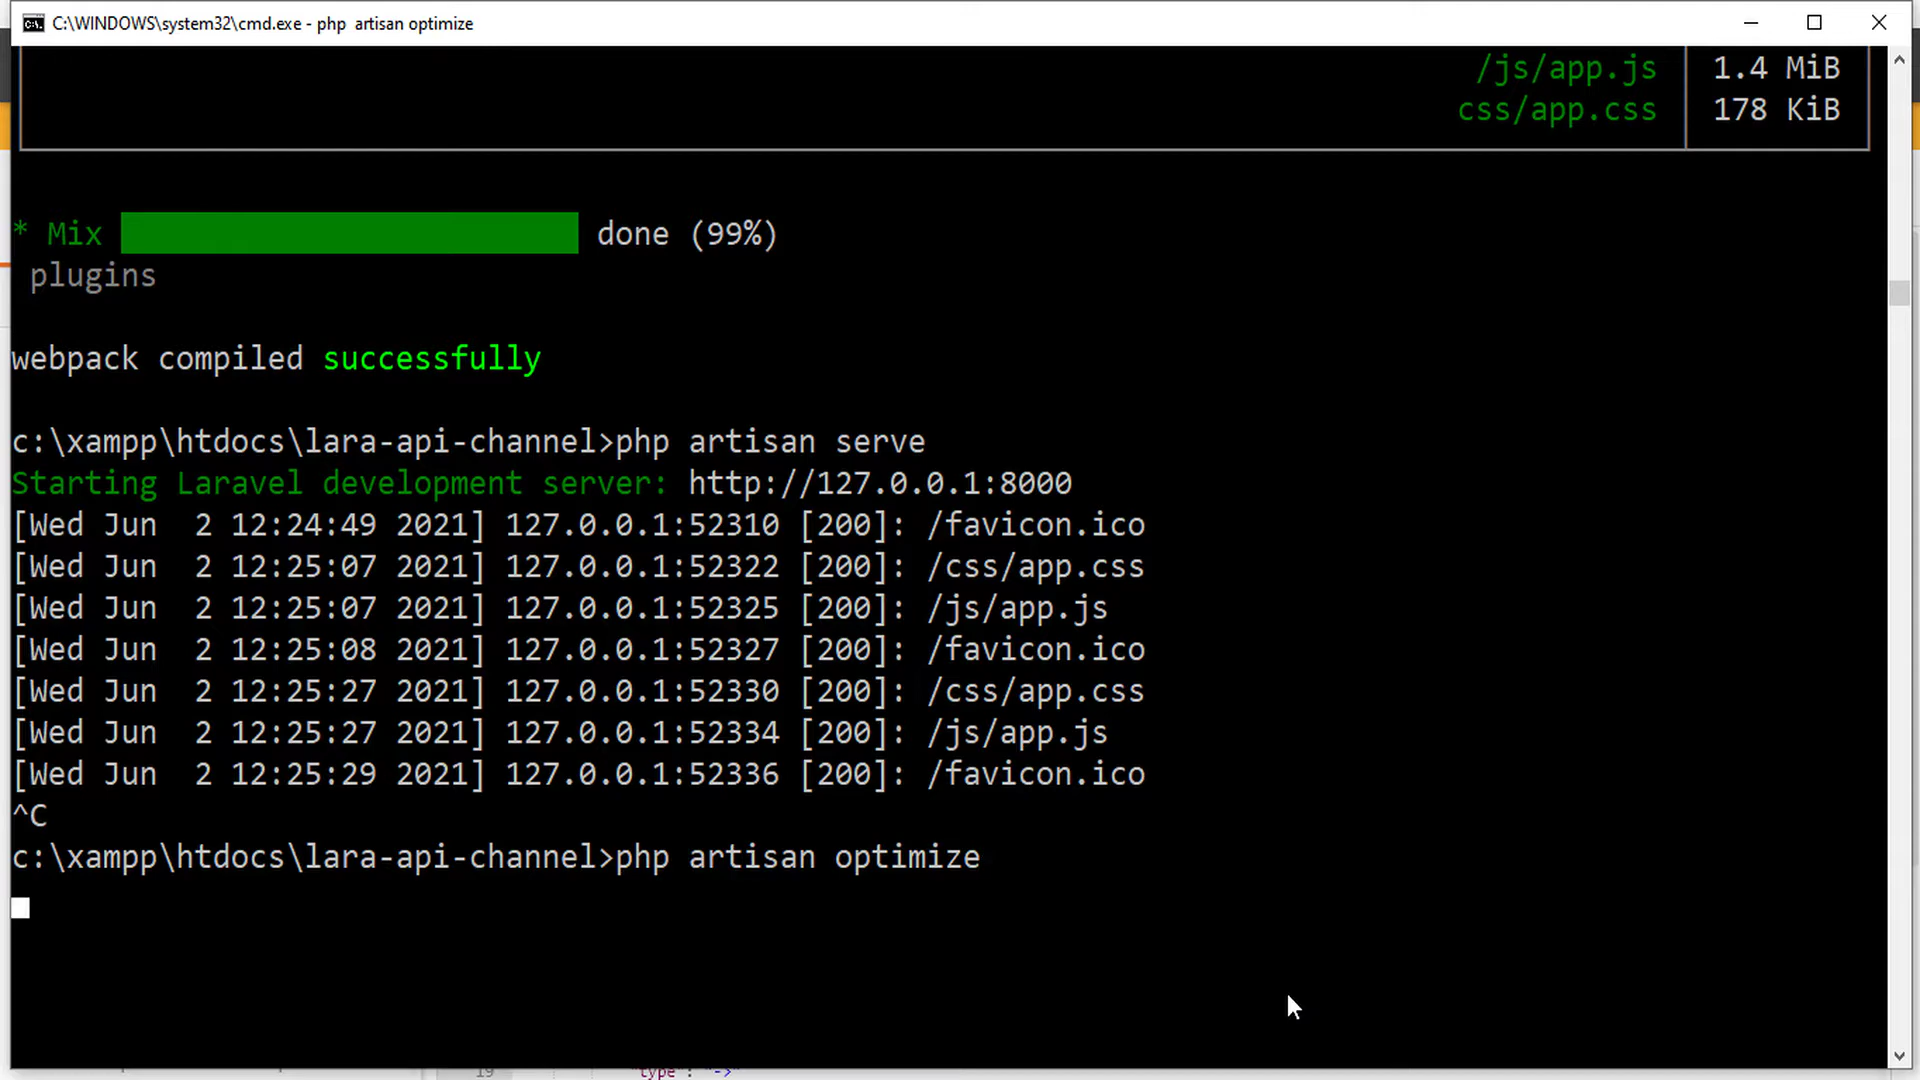 C:\WINDOWS\system32\cmd.exe - php  artisan optimize
/js/app.js 1.4 MiB
css/app.css 178 KiB
* Mix done (99%)
plugins
webpack compiled successfully
c:\xampp\htdocs\lara-api-channel>php artisan serve
Starting Laravel development server: http://127.0.0.1:8000
[Wed Jun  2 12:24:49 2021] 127.0.0.1:52310 [200]: /favicon.ico
[Wed Jun  2 12:25:07 2021] 127.0.0.1:52322 [200]: /css/app.css
[Wed Jun  2 12:25:07 2021] 127.0.0.1:52325 [200]: /js/app.js
[Wed Jun  2 12:25:08 2021] 127.0.0.1:52327 [200]: /favicon.ico
[Wed Jun  2 12:25:27 2021] 127.0.0.1:52330 [200]: /css/app.css
[Wed Jun  2 12:25:27 2021] 127.0.0.1:52334 [200]: /js/app.js
[Wed Jun  2 12:25:29 2021] 127.0.0.1:52336 [200]: /favicon.ico
^C
c:\xampp\htdocs\lara-api-channel>php artisan optimize
19 "type": "->"